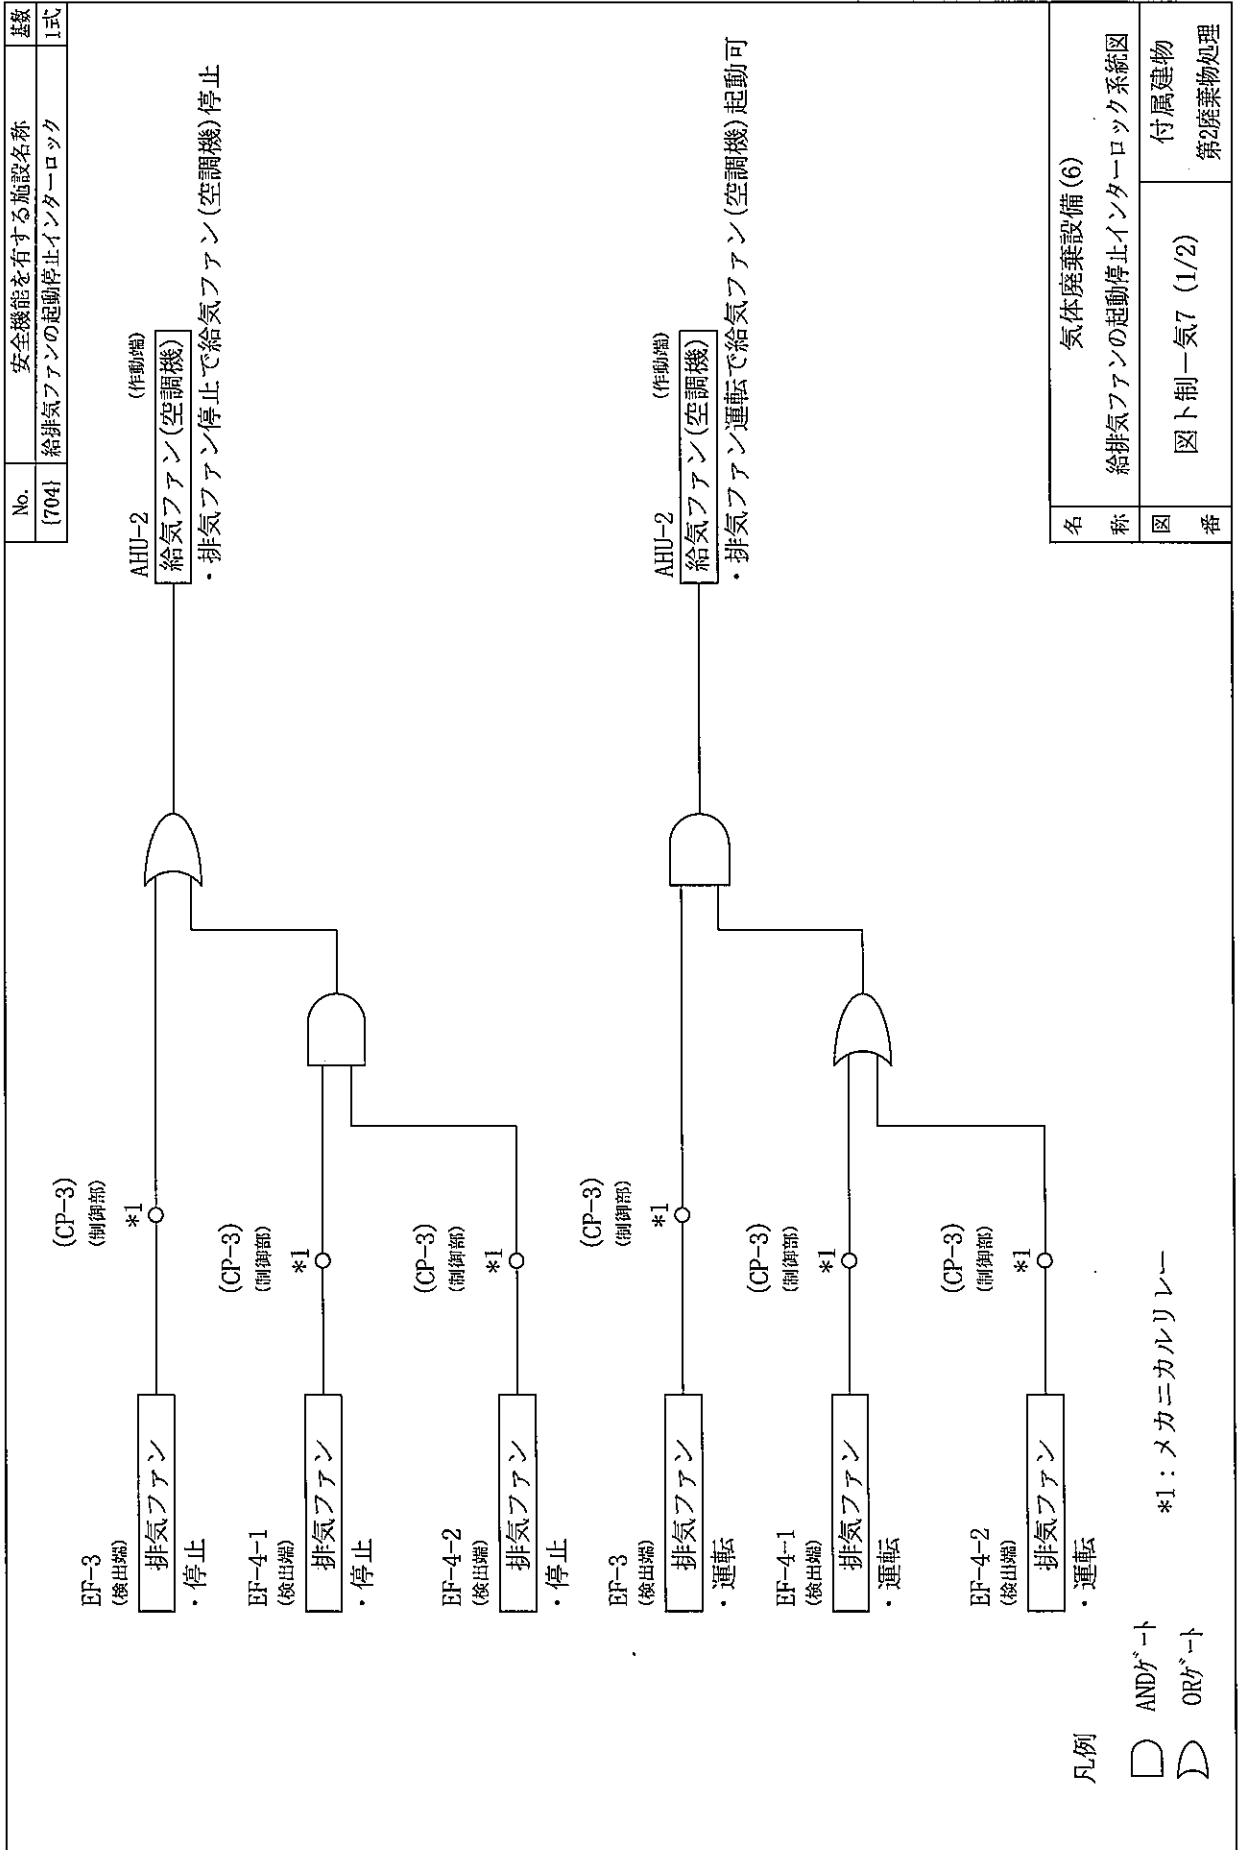 No.
安全機能を有する施設名称
基数
{704}
給排気ファンの起動停止インターロック
1式
EF-3
(検出端)
排気ファン
・停止
(CP-3)
(制御部)
*1
EF-4-1
(検出端)
排気ファン
・停止
(CP-3)
(制御部)
*1
EF-4-2
(検出端)
排気ファン
・停止
(CP-3)
(制御部)
*1
AHU-2
(作動端)
給気ファン(空調機)
・排気ファン停止で給気ファン(空調機)停止
EF-3
(検出端)
排気ファン
・運転
(CP-3)
(制御部)
*1
EF-4-1
(検出端)
排気ファン
・運転
(CP-3)
(制御部)
*1
EF-4-2
(検出端)
排気ファン
・運転
(CP-3)
(制御部)
*1
AHU-2
(作動端)
給気ファン(空調機)
・排気ファン運転で給気ファン(空調機)起動可
凡例
ANDゲート
ORゲート
*1：メカニカルリレー
名称
気体廃棄設備(6)
給排気ファンの起動停止インターロック系統図
図番
図ト制－気7 (1/2)
付属建物
第2廃棄物処理